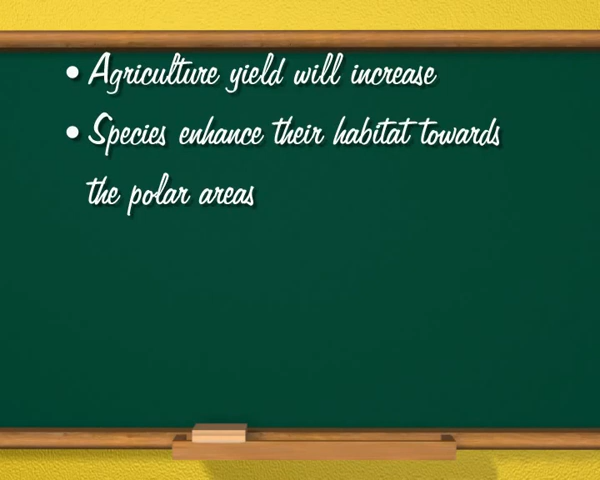 • Agriculture yield will increase
• Species enhance their habitat towards
the polar areas